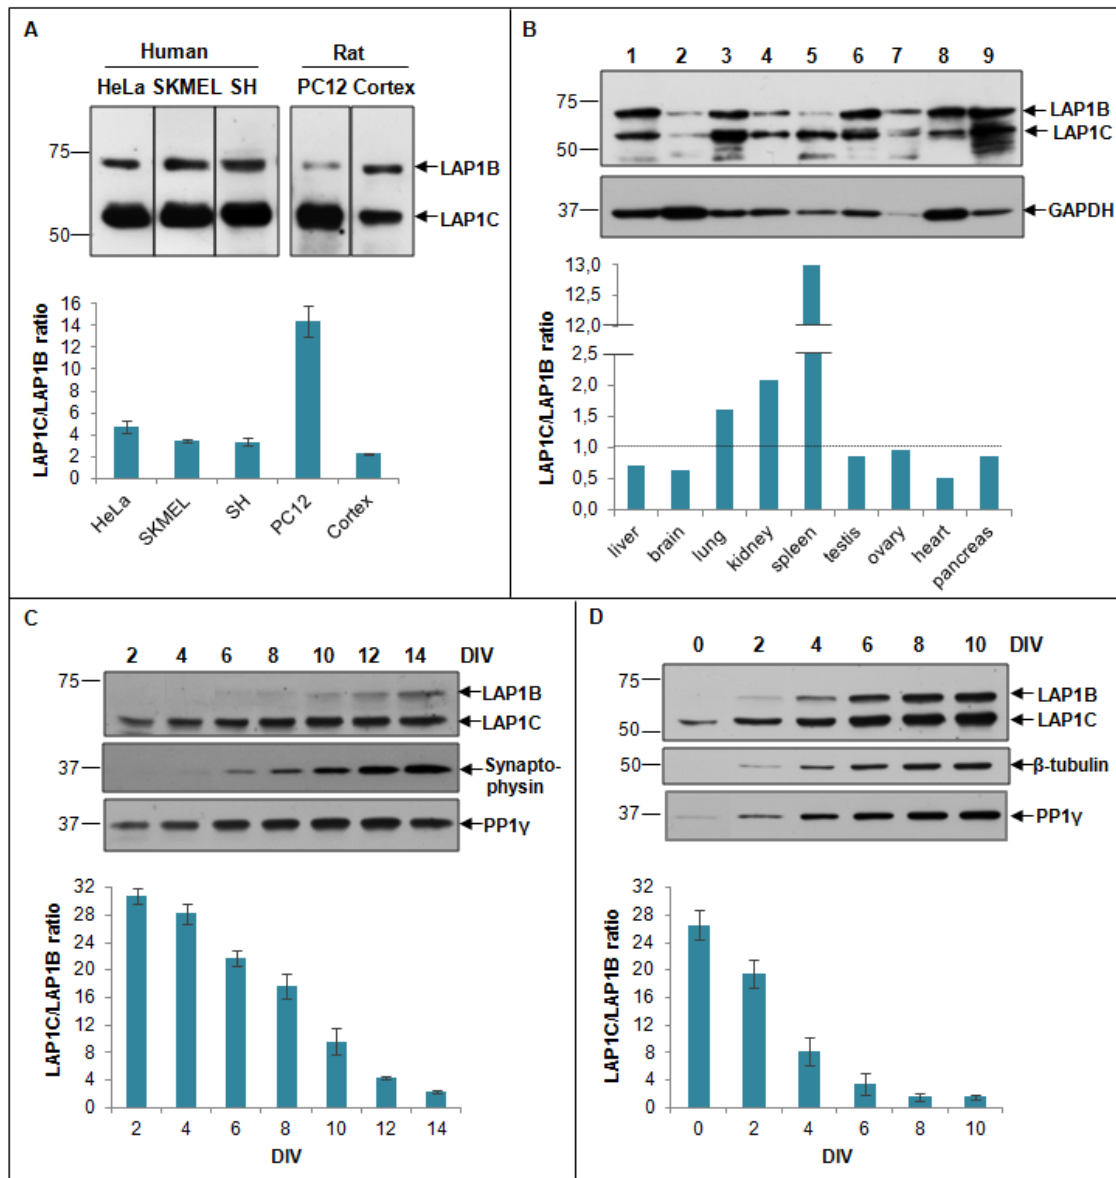 A
Human Rat
HeLa SKMEL SH PC12 Cortex
75
LAP1B
LAP1C
50
LAP1C/LAP1B ratio
16
14
12
10
8
6
4
2
0
HeLa SKMEL SH PC12 Cortex
B
1 2 3 4 5 6 7 8 9
75
LAP1B
LAP1C
50
37
GAPDH
LAP1C/LAP1B ratio
13,0
12,5
12,0
2,5
2,0
1,5
1,0
0,5
0,0
liver brain lung kidney spleen testis ovary heart pancreas
C
2 4 6 8 10 12 14 DIV
75
LAP1B
LAP1C
37
Synapto-
physin
37
PP1γ
LAP1C/LAP1B ratio
32
28
24
20
16
12
8
4
0
2 4 6 8 10 12 14
DIV
D
0 2 4 6 8 10 DIV
75
LAP1B
LAP1C
50
50
β-tubulin
37
PP1γ
LAP1C/LAP1B ratio
32
28
24
20
16
12
8
4
0
0 2 4 6 8 10
DIV